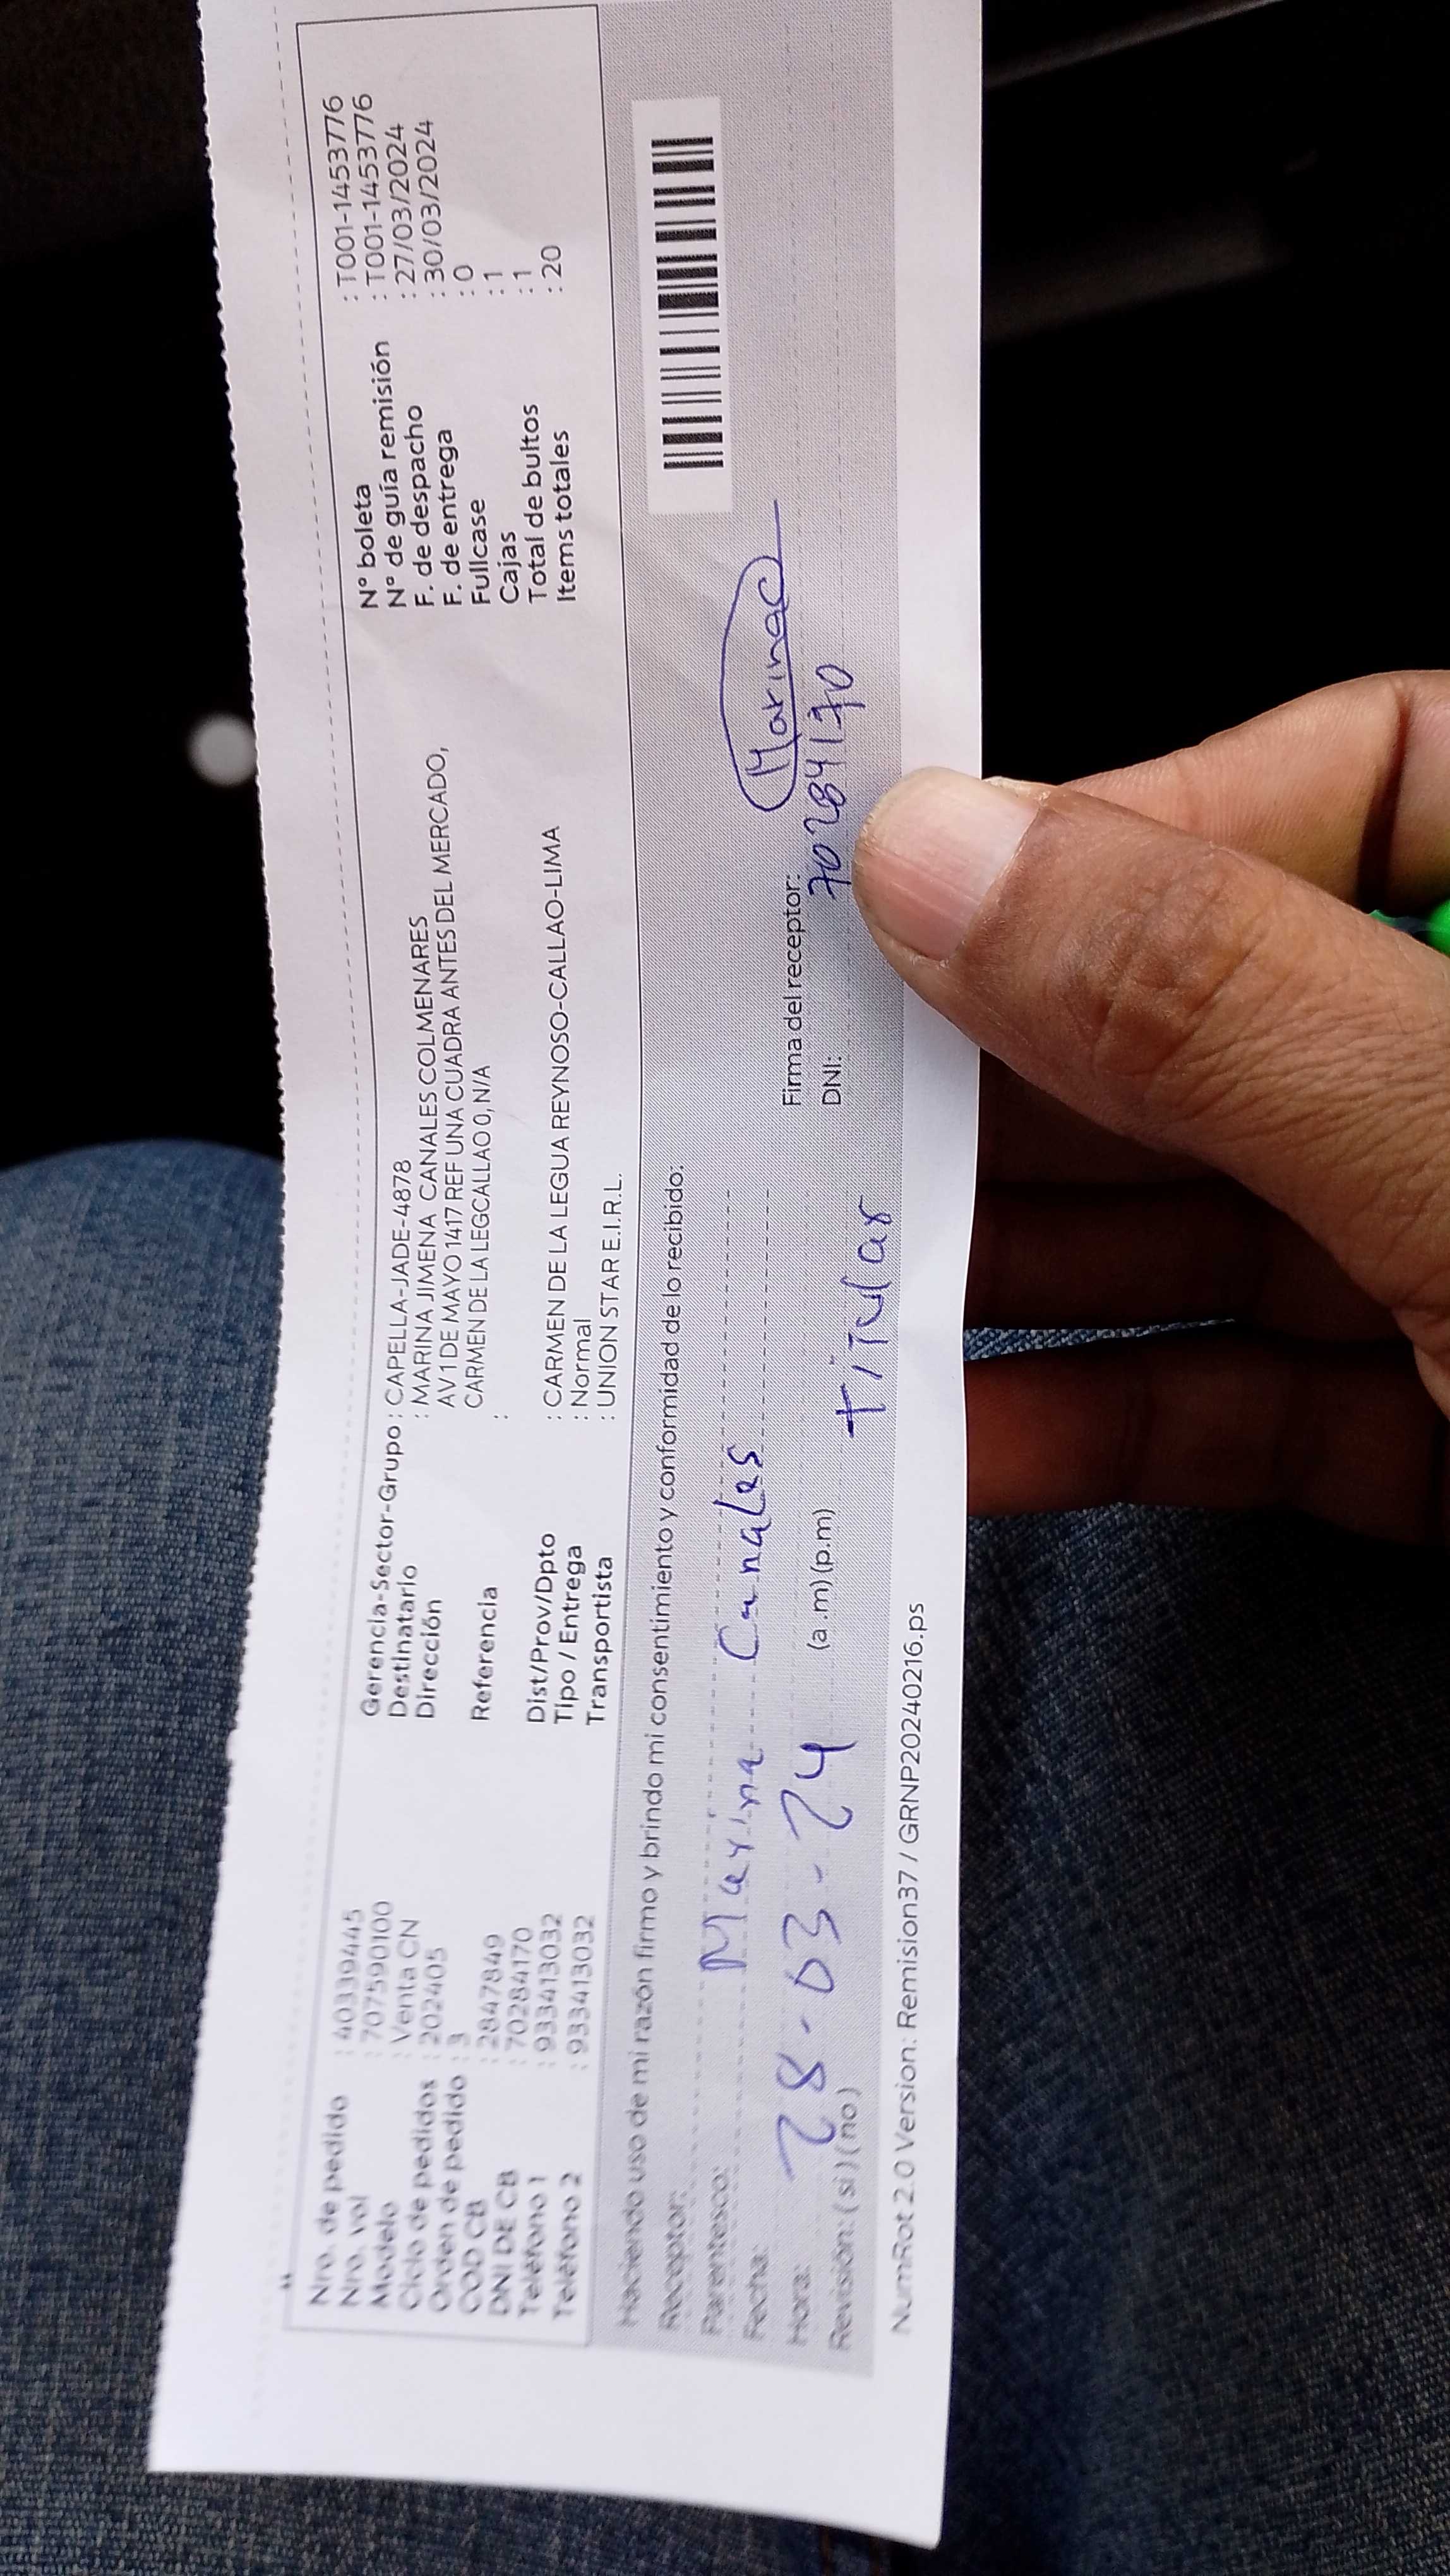 Nro. de pedido : 40339445
Nro. vol : 707590100
Modelo : Venta CN
Ciclo de pedidos : 202405
Orden de pedido : 3
COD CB : 2847849
DNI DE CB : 70284170
Teléfono 1 : 933413032
Teléfono 2 : 933413032
Gerencia-Sector-Grupo : CAPELLA-JADE-4878
Destinatario : MARINA JIMENA CANALES COLMENARES
Dirección AV 1 DE MAYO 1417 REF UNA CUADRA ANTES DEL MERCADO,
CARMEN DE LA LEGCALLAO 0, N/A
Referencia :
Dist/Prov/Dpto : CARMEN DE LA LEGUA REYNOSO-CALLAO-LIMA
Tipo / Entrega : Normal
Transportista : UNION STAR E.I.R.L.
N° boleta : T001-1453776
N° de guía remisión : T001-1453776
F. de despacho : 27/03/2024
F. de entrega : 30/03/2024
Fullcase : 0
Cajas : 1
Total de bultos : 1
Items totales : 20
Haciendo uso de mi razón firmo y brindo mi consentimiento y conformidad de lo recibido:
Receptor: Marina Canales
Parentesco:
Fecha: 28-03-24
Hora: (a.m) (p.m)
Revisión: (si) (no) titular
Firma del receptor: Marinac
DNI: 70284170
NumRot 2.0 Version: Remision37 / GRNP20240216.ps